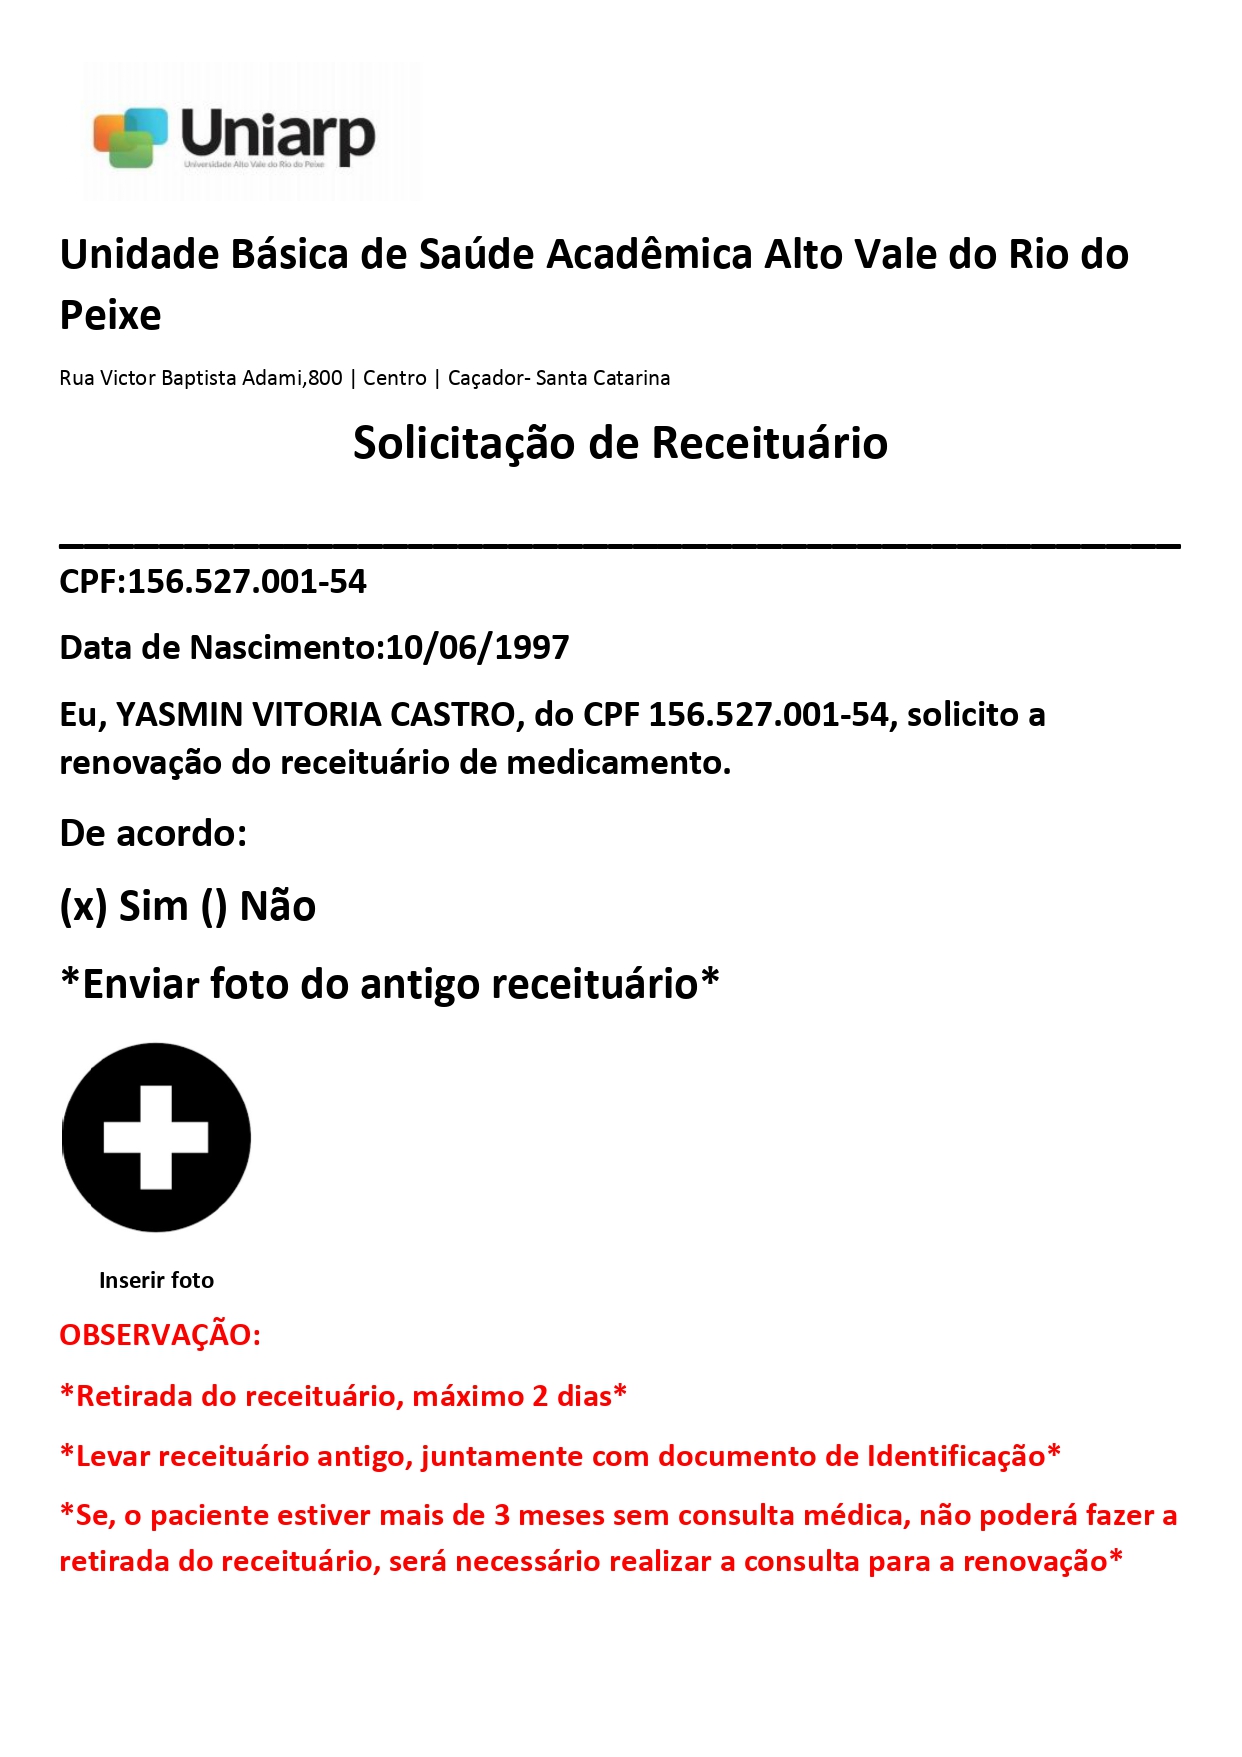 Uniarp
Universidade Alto Vale do Rio do Peixe
Unidade Básica de Saúde Acadêmica Alto Vale do Rio do
Peixe
Rua Victor Baptista Adami,800 | Centro | Caçador- Santa Catarina
Solicitação de Receituário
CPF:156.527.001-54
Data de Nascimento:10/06/1997
Eu, YASMIN VITORIA CASTRO, do CPF 156.527.001-54, solicito a
renovação do receituário de medicamento.
De acordo:
(x) Sim () Não
*Enviar foto do antigo receituário*
Inserir foto
OBSERVAÇÃO:
*Retirada do receituário, máximo 2 dias*
*Levar receituário antigo, juntamente com documento de Identificação*
*Se, o paciente estiver mais de 3 meses sem consulta médica, não poderá fazer a
retirada do receituário, será necessário realizar a consulta para a renovação*